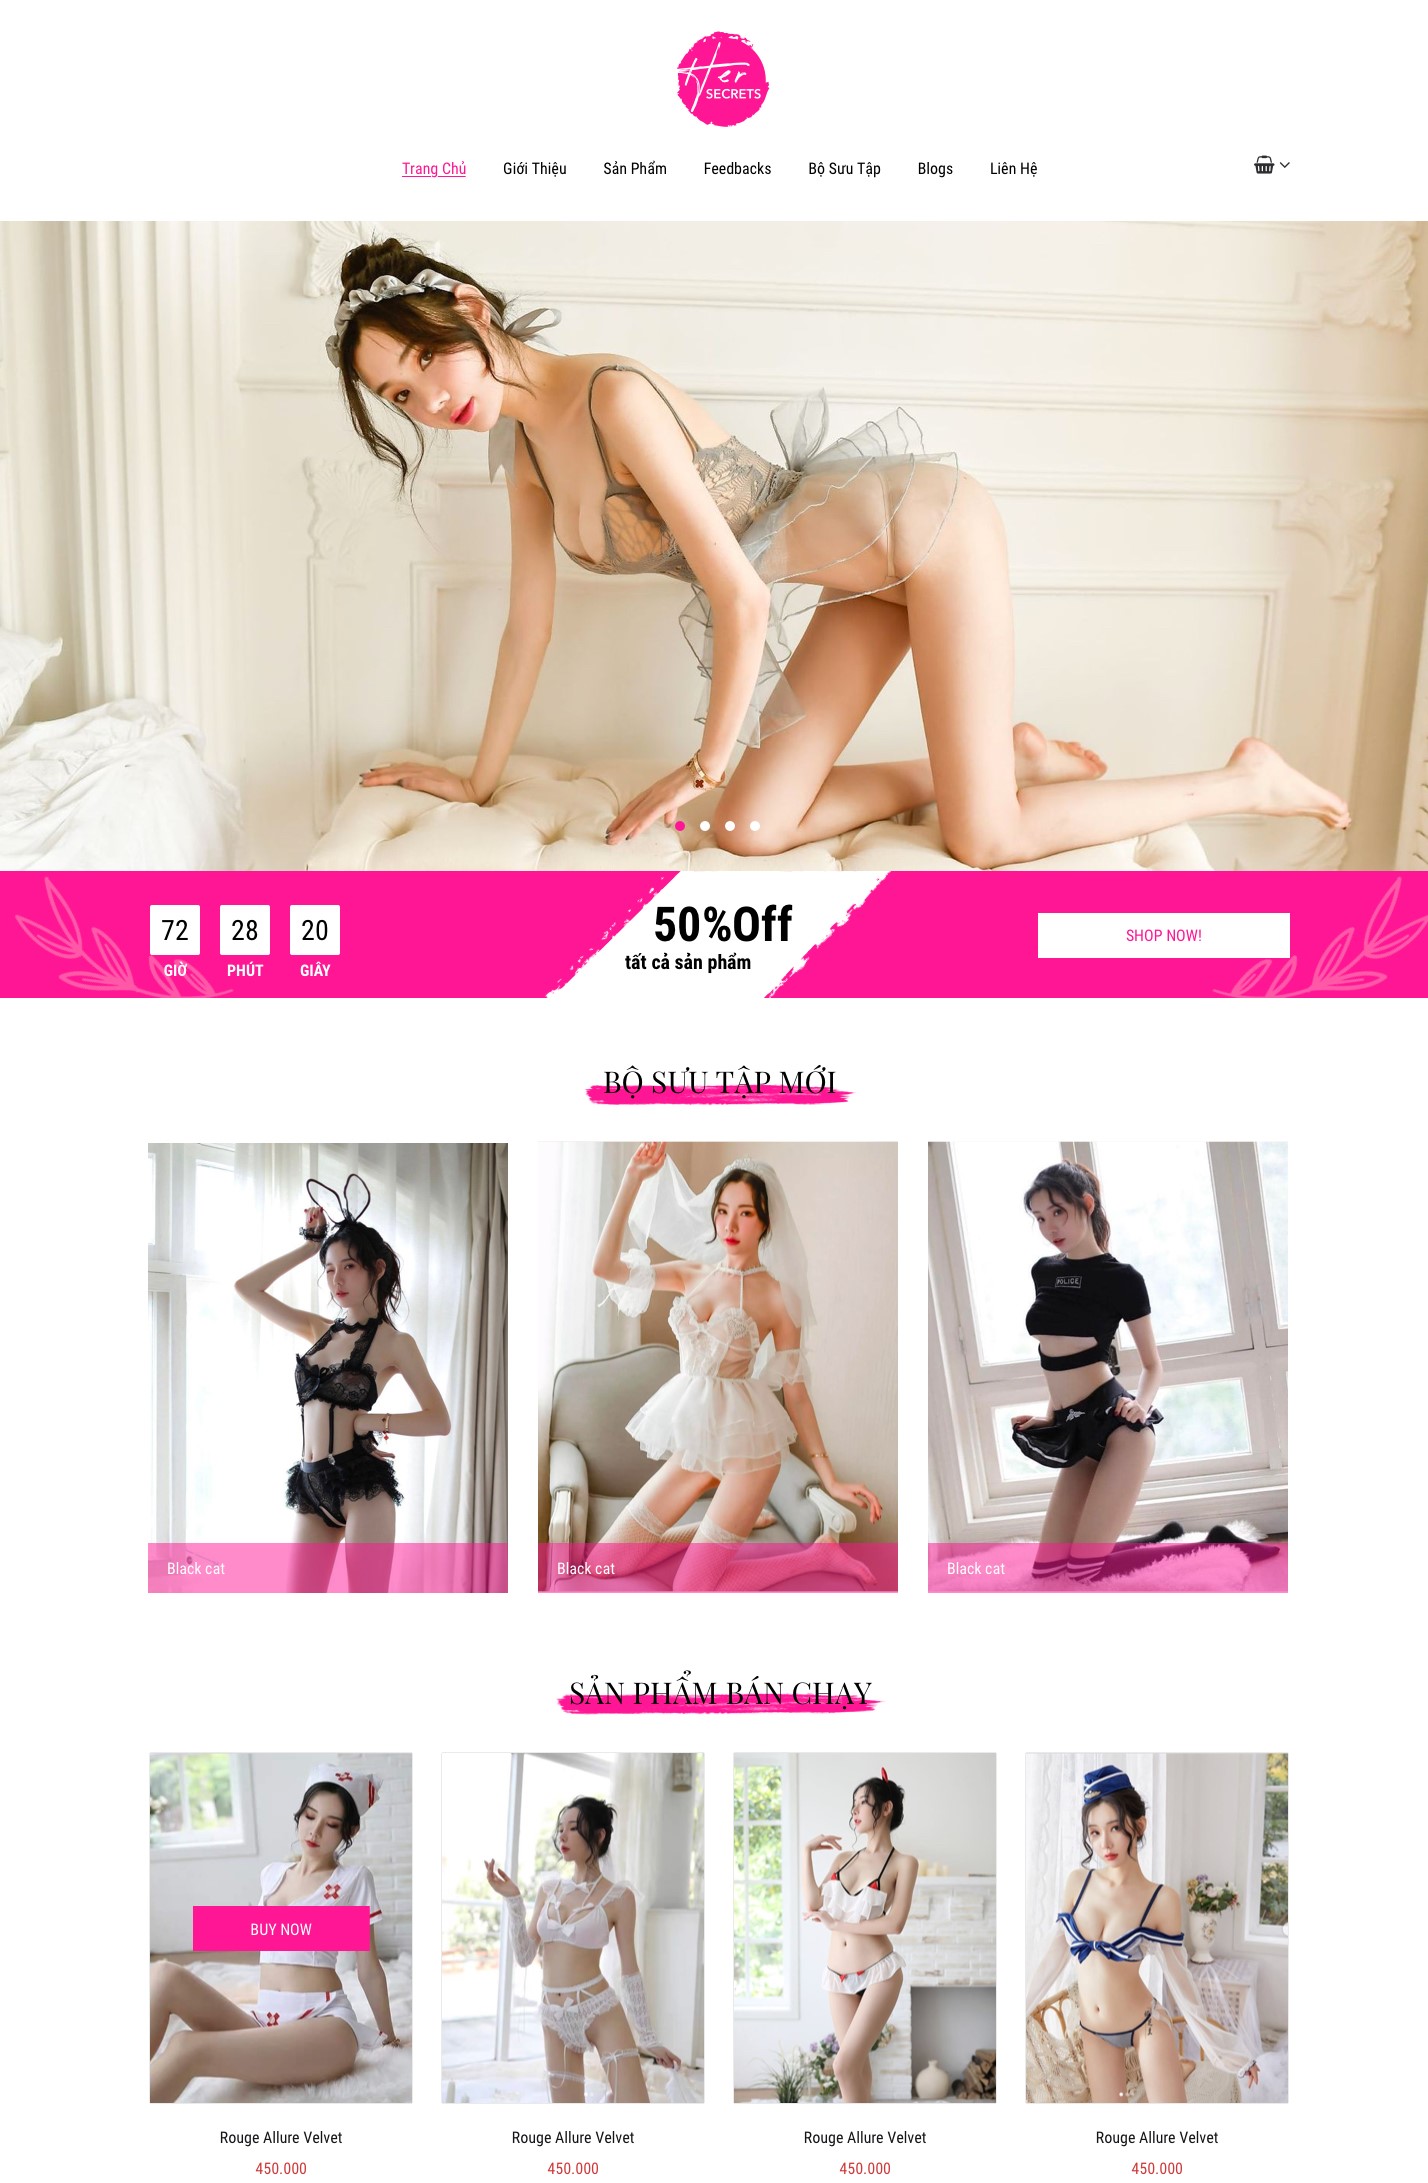 Her
SECRETS
Trang Chủ Giới Thiệu Sản Phẩm Feedbacks Bộ Sưu Tập Blogs Liên Hệ
72 28 20
GIỜ PHÚT GIÂY
50%Off
tất cả sản phẩm
SHOP NOW!
BỘ SƯU TẬP MỚI
POLICE
Black cat Black cat Black cat
SẢN PHẨM BÁN CHẠY
BUY NOW
Rouge Allure Velvet Rouge Allure Velvet Rouge Allure Velvet Rouge Allure Velvet
450.000 450.000 450.000 450.000